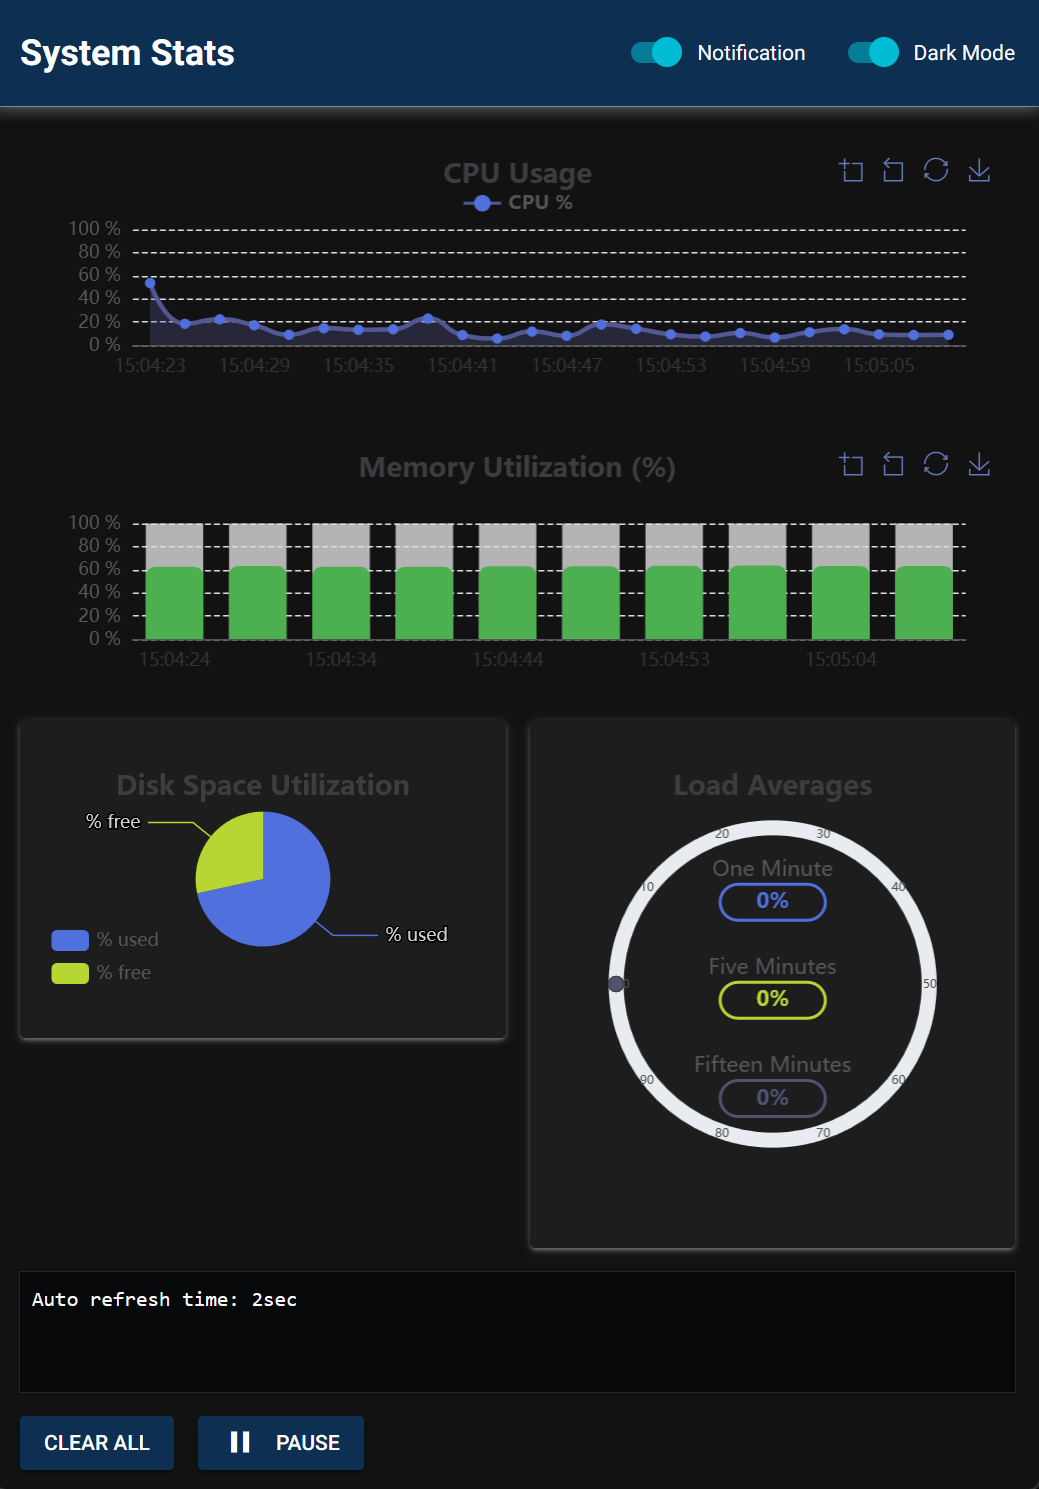 System Stats
Notification
Dark Mode
CPU Usage
CPU %
100 %
80 %
60 %
40 %
20 %
0 %
15:04:23 15:04:29 15:04:35 15:04:41 15:04:47 15:04:53 15:04:59 15:05:05
Memory Utilization (%)
100 %
80 %
60 %
40 %
20 %
0 %
15:04:24 15:04:34 15:04:44 15:04:53 15:05:04
Disk Space Utilization
% free
% used
% used
% free
Load Averages
20 30
One Minute
10 40
0%
Five Minutes
0 50
0%
Fifteen Minutes
90 60
0%
80 70
Auto refresh time: 2sec
CLEAR ALL
PAUSE